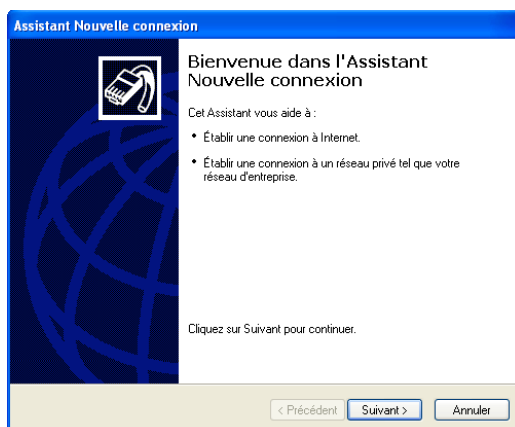 Assistant Nouvelle connexion
Bienvenue dans l'Assistant
Nouvelle connexion
Cet Assistant vous aide à :
• Établir une connexion à Internet.
• Établir une connexion à un réseau privé tel que votre
réseau d'entreprise.
Cliquez sur Suivant pour continuer.
< Précédent
Suivant >
Annuler